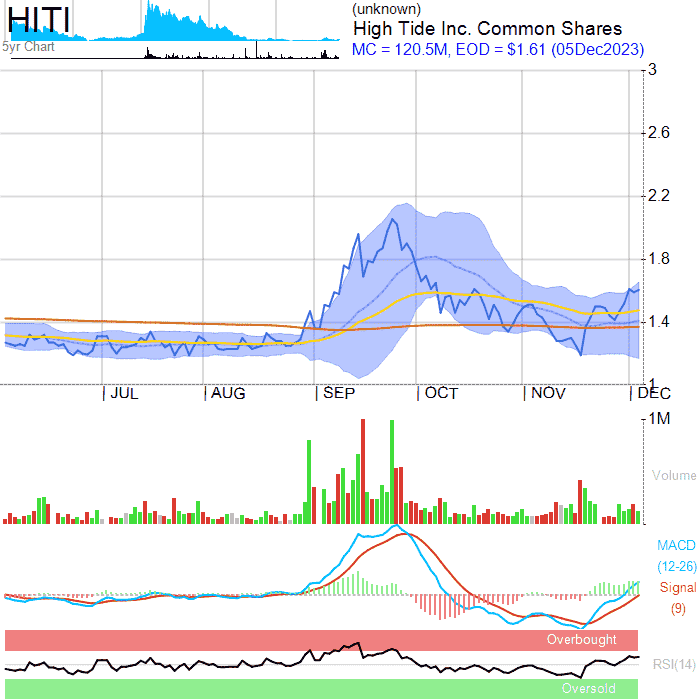 HITI
5yr Chart
(unknown)
High Tide Inc. Common Shares
MC = 120.5M, EOD = $1.61 (05Dec2023)
3
2.6
2.2
1.8
1.4
1
JUL
AUG
SEP
OCT
NOV
DEC
1M
Volume
MACD
(12-26)
Signal
(9)
Overbought
RSI(14)
Oversold